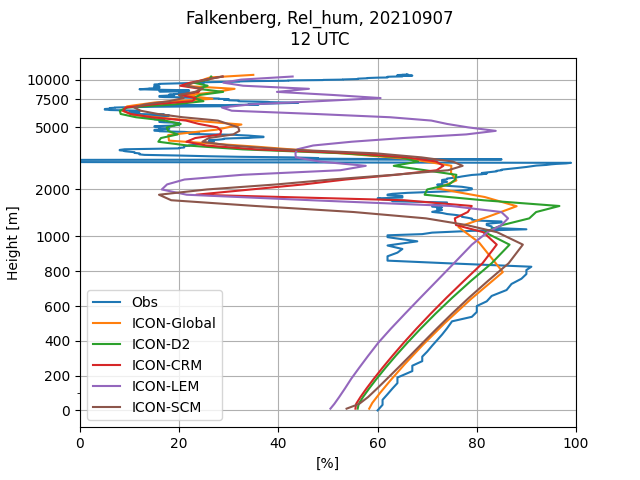 Falkenberg, Rel_hum, 20210907
12 UTC
10000
7500
5000
2000
1000
800
600
400
200
0
Height [m]
Obs
ICON-Global
ICON-D2
ICON-CRM
ICON-LEM
ICON-SCM
0 20 40 60 80 100
[%]